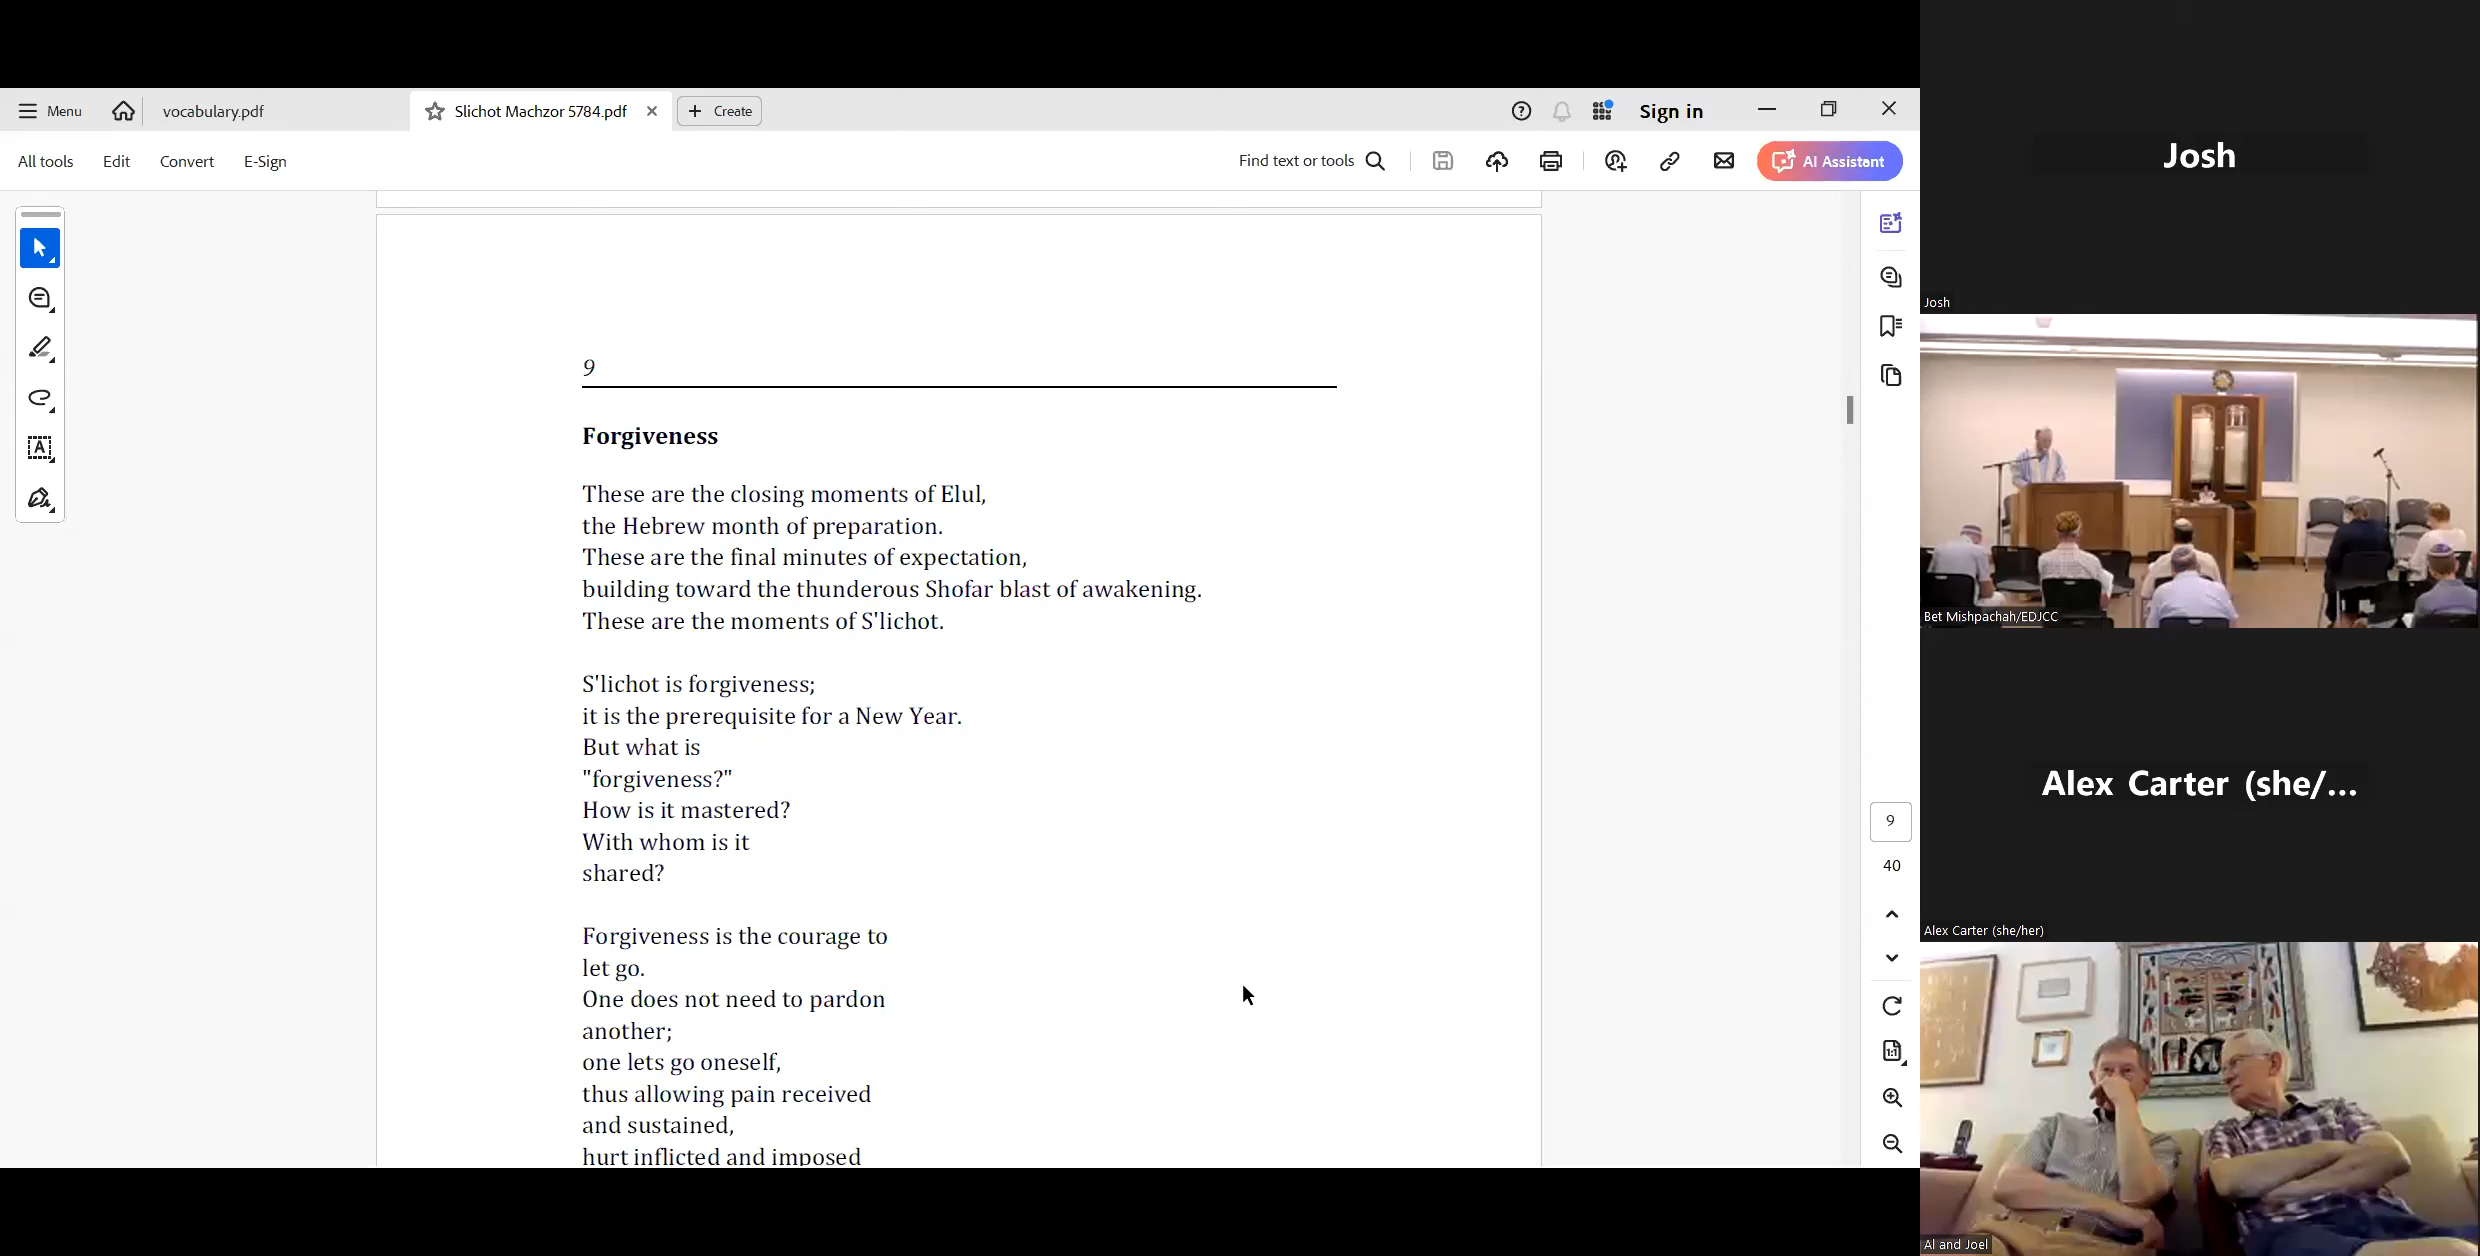 Menu
vocabulary.pdf
Slichot Machzor 5784.pdf
Create
Sign in
All tools
Edit
Convert
E-Sign
Find text or tools
AI Assistant
9
Forgiveness
These are the closing moments of Elul,
the Hebrew month of preparation.
These are the final minutes of expectation,
building toward the thunderous Shofar blast of awakening.
These are the moments of S'lichot.
S'lichot is forgiveness;
it is the prerequisite for a New Year.
But what is
"forgiveness?"
How is it mastered?
With whom is it
shared?
Forgiveness is the courage to
let go.
One does not need to pardon
another;
one lets go oneself,
thus allowing pain received
and sustained,
hurt inflicted and imposed
9
40
Josh
Josh
Bet Mishpachah/EDJCC
Alex Carter (she/...
Alex Carter (she/her)
Al and Joel